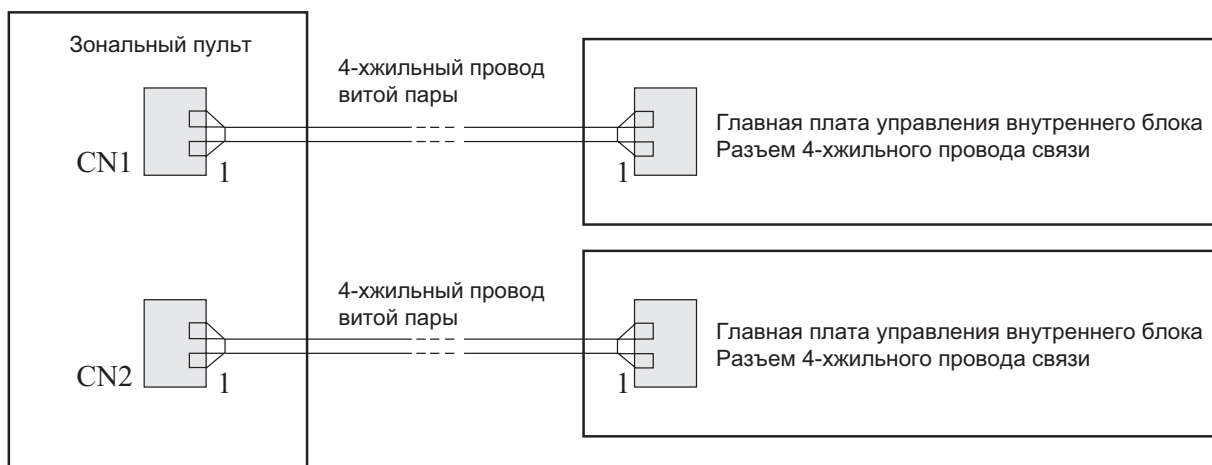 Зональный пульт
4-хжильный провод
витой пары
CN1
1
1
Главная плата управления внутреннего блока
Разъем 4-хжильного провода связи
4-хжильный провод
витой пары
CN2
1
1
Главная плата управления внутреннего блока
Разъем 4-хжильного провода связи